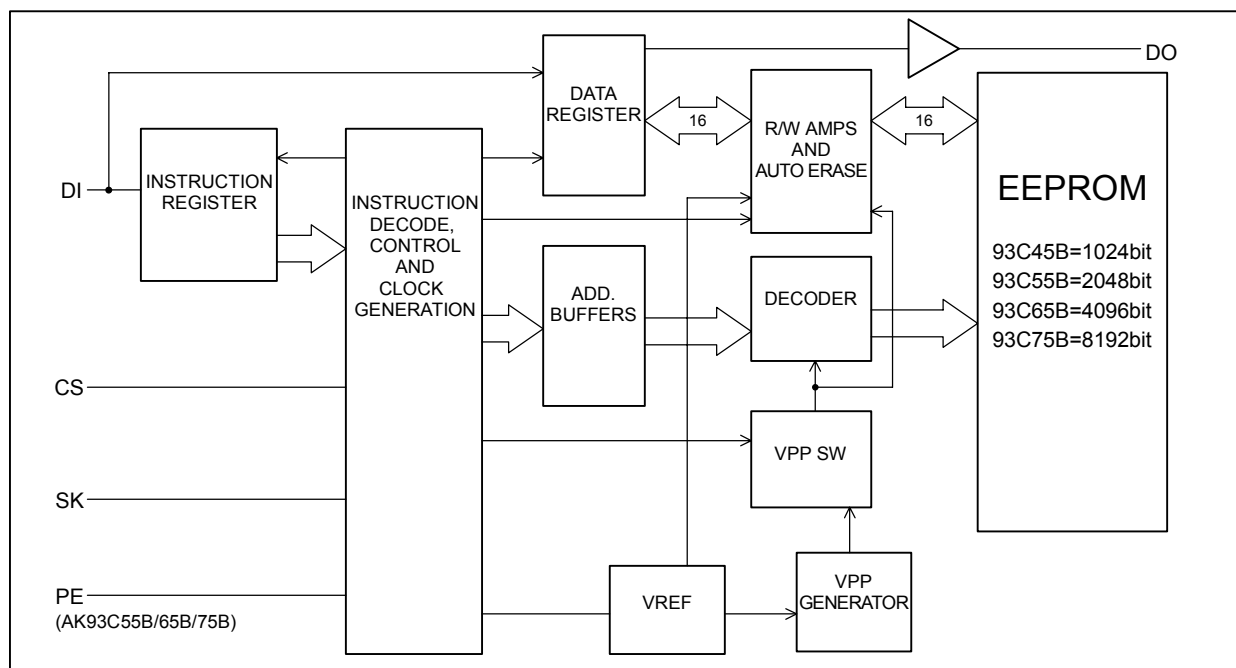 DO
DATA
REGISTER
16
R/W AMPS
AND
AUTO ERASE
16
EEPROM
93C45B=1024bit
93C55B=2048bit
93C65B=4096bit
93C75B=8192bit
DI
INSTRUCTION
REGISTER
INSTRUCTION
DECODE,
CONTROL
AND
CLOCK
GENERATION
ADD.
BUFFERS
DECODER
CS
VPP SW
SK
PE
(AK93C55B/65B/75B)
VREF
VPP
GENERATOR